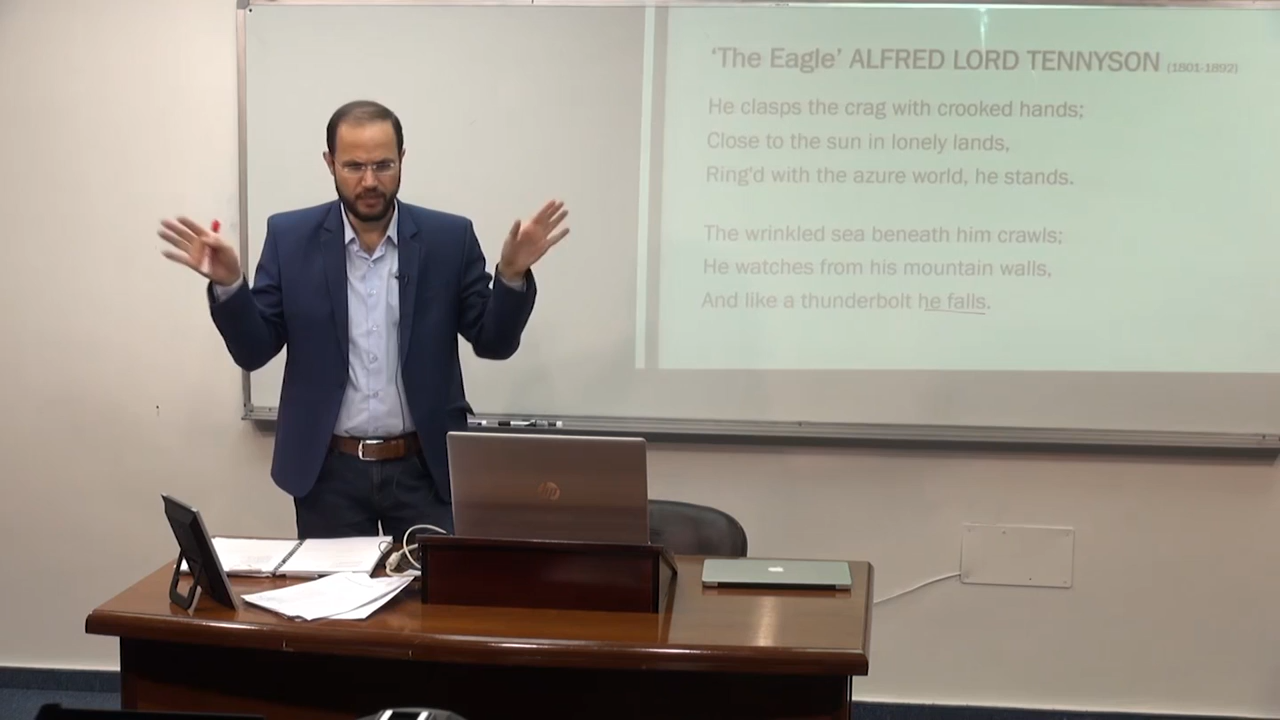 ‘The Eagle’ ALFRED LORD TENNYSON (1801-1892)
He clasps the crag with crooked hands;
Close to the sun in lonely lands,
Ring'd with the azure world, he stands.
The wrinkled sea beneath him crawls;
He watches from his mountain walls,
And like a thunderbolt he falls.
hp